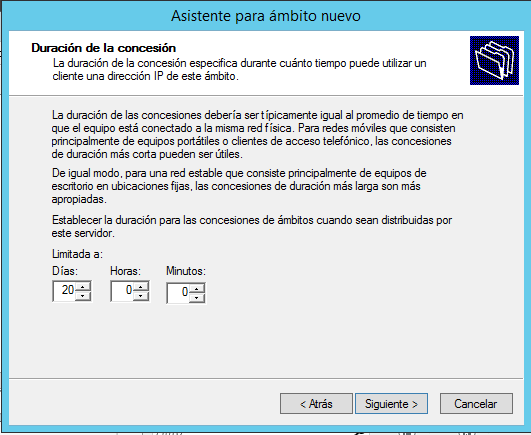 Asistente para ámbito nuevo
Duración de la concesión
La duración de la concesión especifica durante cuánto tiempo puede utilizar un
cliente una dirección IP de este ámbito.
La duración de las concesiones debería ser típicamente igual al promedio de tiempo en
que el equipo está conectado a la misma red física. Para redes móviles que consisten
principalmente de equipos portátiles o clientes de acceso telefónico, las concesiones
de duración más corta pueden ser útiles.
De igual modo, para una red estable que consiste principalmente de equipos de
escritorio en ubicaciones fijas, las concesiones de duración más larga son más
apropiadas.
Establecer la duración para las concesiones de ámbitos cuando sean distribuidas por
este servidor.
Limitada a:
Días: Horas: Minutos:
20 0 0
< Atrás Siguiente > Cancelar